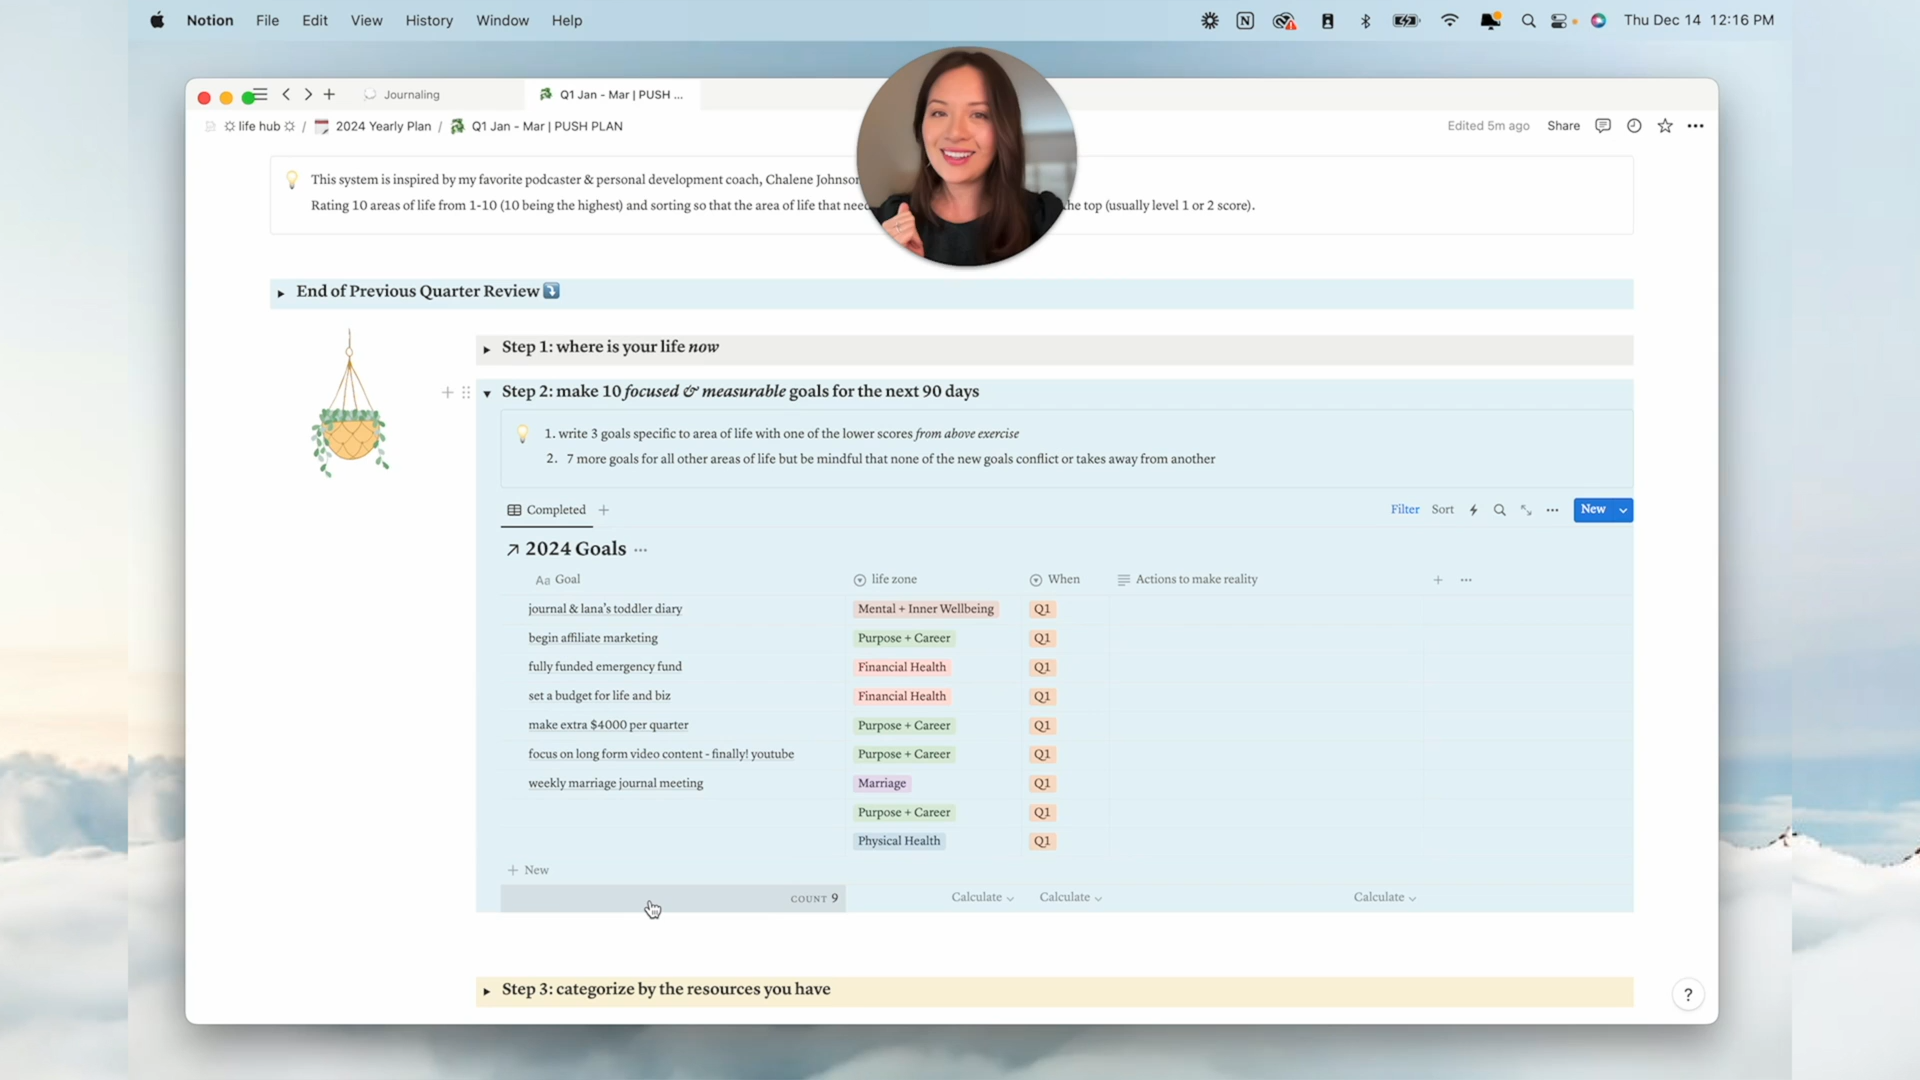 Notion File Edit View History Window Help Thu Dec 14 12:16 PM
Journaling Q1 Jan - Mar | PUSH ...
life hub / 2024 Yearly Plan / Q1 Jan - Mar | PUSH PLAN Edited 5m ago Share
This system is inspired by my favorite podcaster & personal development coach, Chalene Johnson
Rating 10 areas of life from 1-10 (10 being the highest) and sorting so that the area of life that need the top (usually level 1 or 2 score).
End of Previous Quarter Review
Step 1: where is your life now
Step 2: make 10 focused & measurable goals for the next 90 days
1. write 3 goals specific to area of life with one of the lower scores from above exercise
2. 7 more goals for all other areas of life but be mindful that none of the new goals conflict or takes away from another
Completed Filter Sort New
2024 Goals
Aa Goal life zone When Actions to make reality
journal & lana's toddler diary Mental + Inner Wellbeing Q1
begin affiliate marketing Purpose + Career Q1
fully funded emergency fund Financial Health Q1
set a budget for life and biz Financial Health Q1
make extra $4000 per quarter Purpose + Career Q1
focus on long form video content - finally! youtube Purpose + Career Q1
weekly marriage journal meeting Marriage Q1
Purpose + Career Q1
Physical Health Q1
+ New
COUNT 9 Calculate Calculate Calculate
Step 3: categorize by the resources you have
?